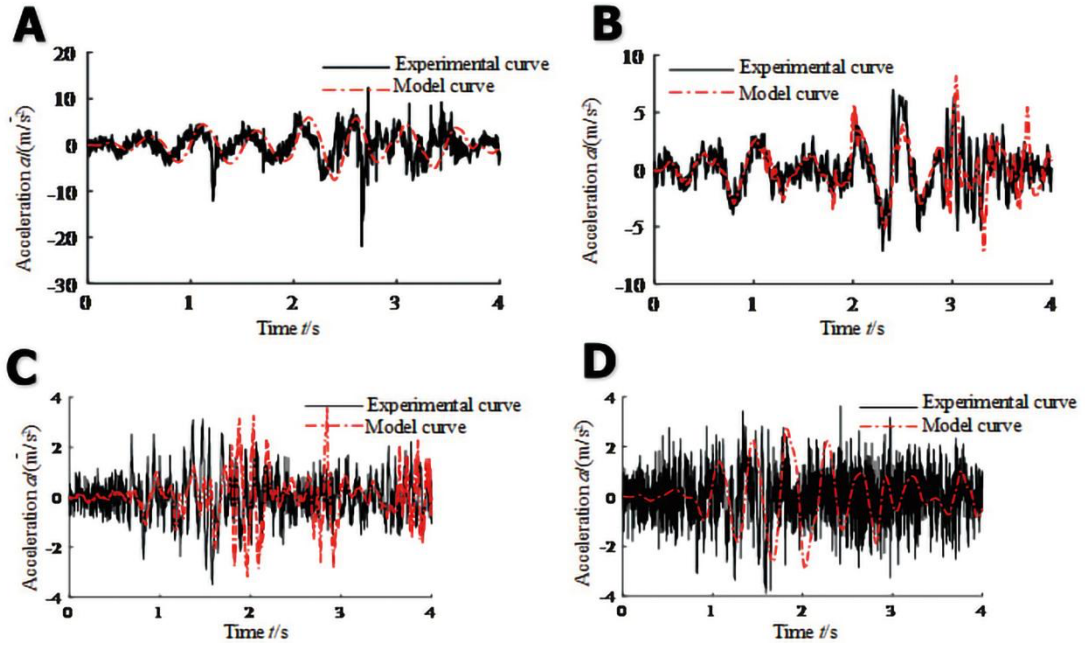 A
20
10
0
-10
-20
-30
0
1
2
3
4
Acceleration a/(m/s²)
Time t/s
Experimental curve
Model curve
B
10
5
0
-5
-10
0
1
2
3
4
Acceleration a/(m/s²)
Time t/s
Experimental curve
Model curve
C
4
2
0
-2
-4
0
1
2
3
4
Acceleration a/(m/s²)
Time t/s
Experimental curve
Model curve
D
4
2
0
-2
-4
0
1
2
3
4
Acceleration a/(m/s²)
Time t/s
Experimental curve
Model curve